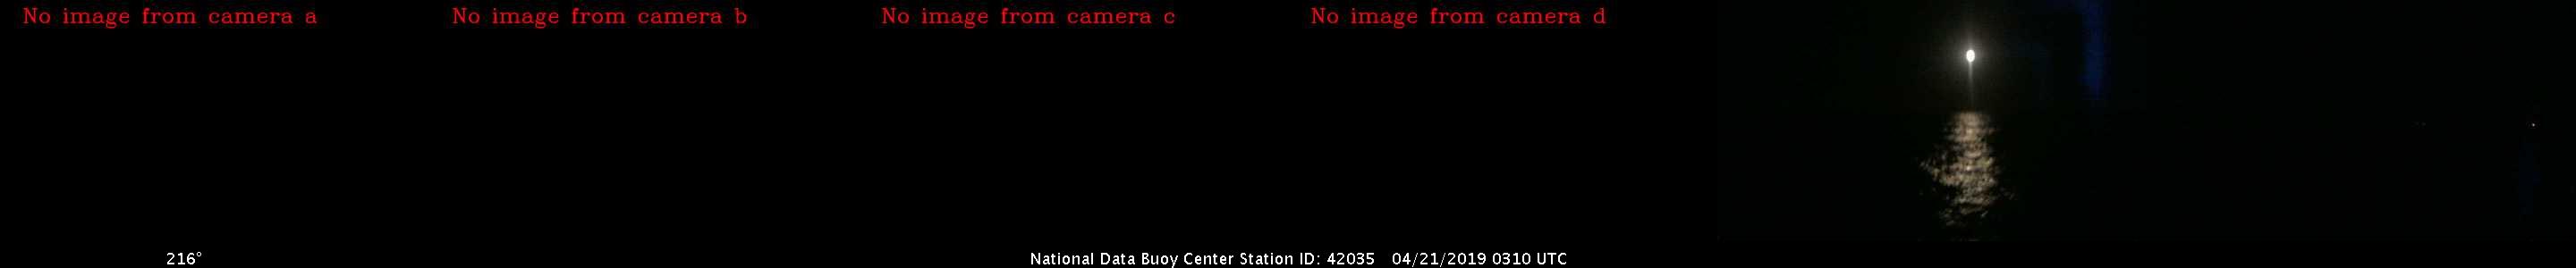 No image from camera a
No image from camera b
No image from camera c
No image from camera d
216°
National Data Buoy Center Station ID: 42035 04/21/2019 0310 UTC